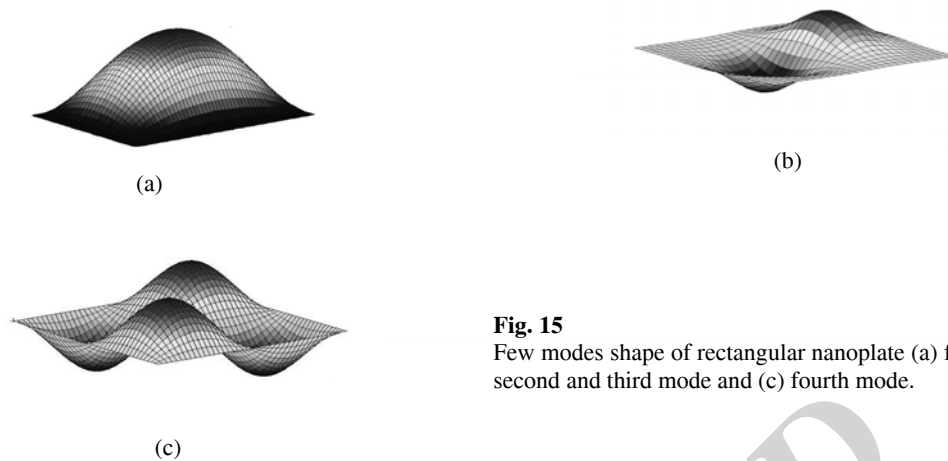 (a)
(b)
(c)
Fig. 15
Few modes shape of rectangular nanoplate (a)
second and third mode and (c) fourth mode.